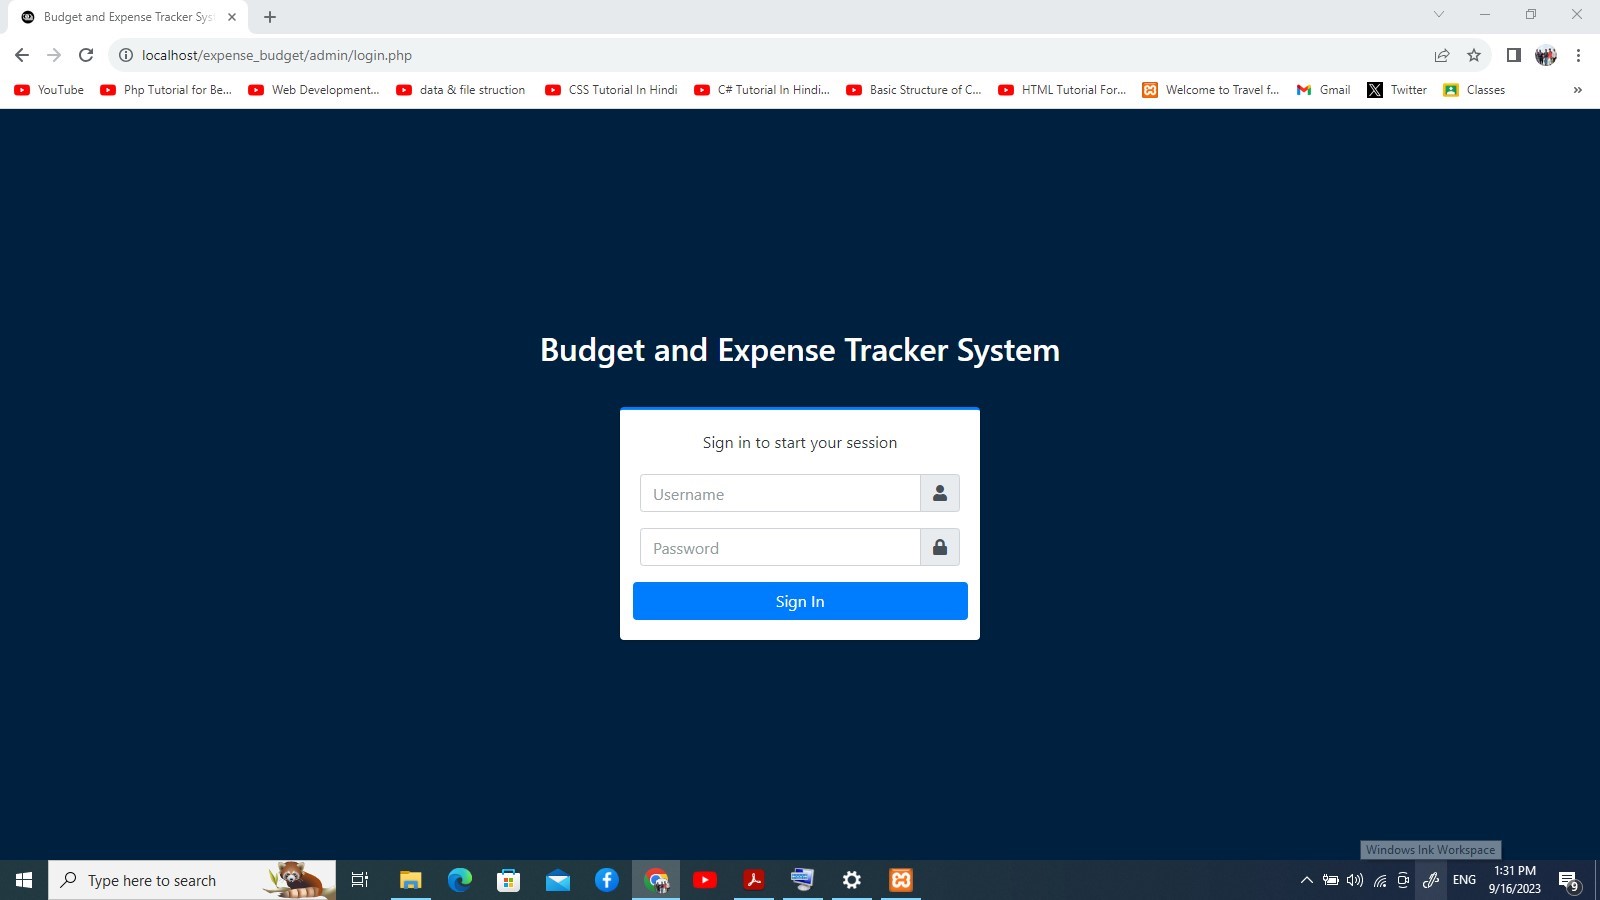 Budget and Expense Tracker Sys
localhost/expense_budget/admin/login.php
YouTube Php Tutorial for Be... Web Development... data & file struction CSS Tutorial In Hindi C# Tutorial In Hindi... Basic Structure of C... HTML Tutorial For... Welcome to Travel f... Gmail Twitter Classes »
Budget and Expense Tracker System
Sign in to start your session
Username
Password
Sign In
Windows Ink Workspace
Type here to search
ENG
1:31 PM
9/16/2023
9